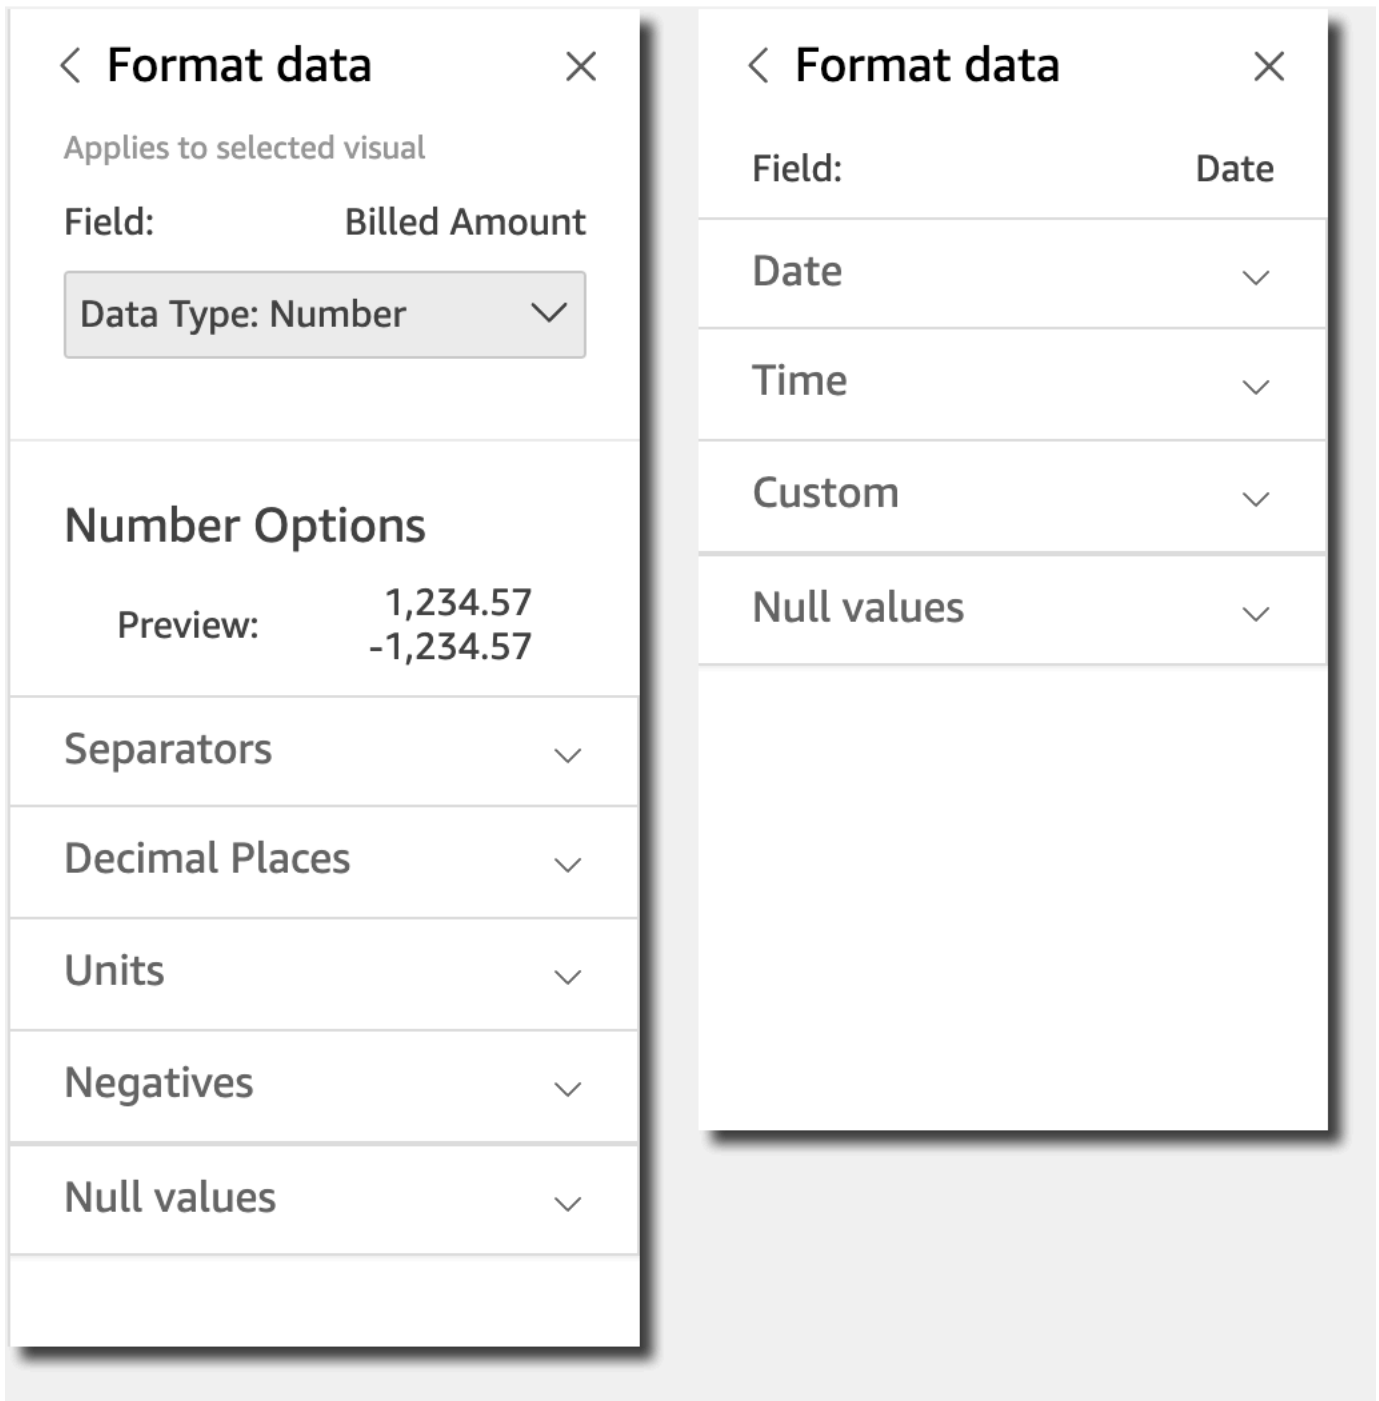 Format data
Applies to selected visual
Field: Billed Amount
Data Type: Number
Number Options
Preview: 1,234.57
-1,234.57
Separators
Decimal Places
Units
Negatives
Null values
Format data
Field: Date
Date
Time
Custom
Null values